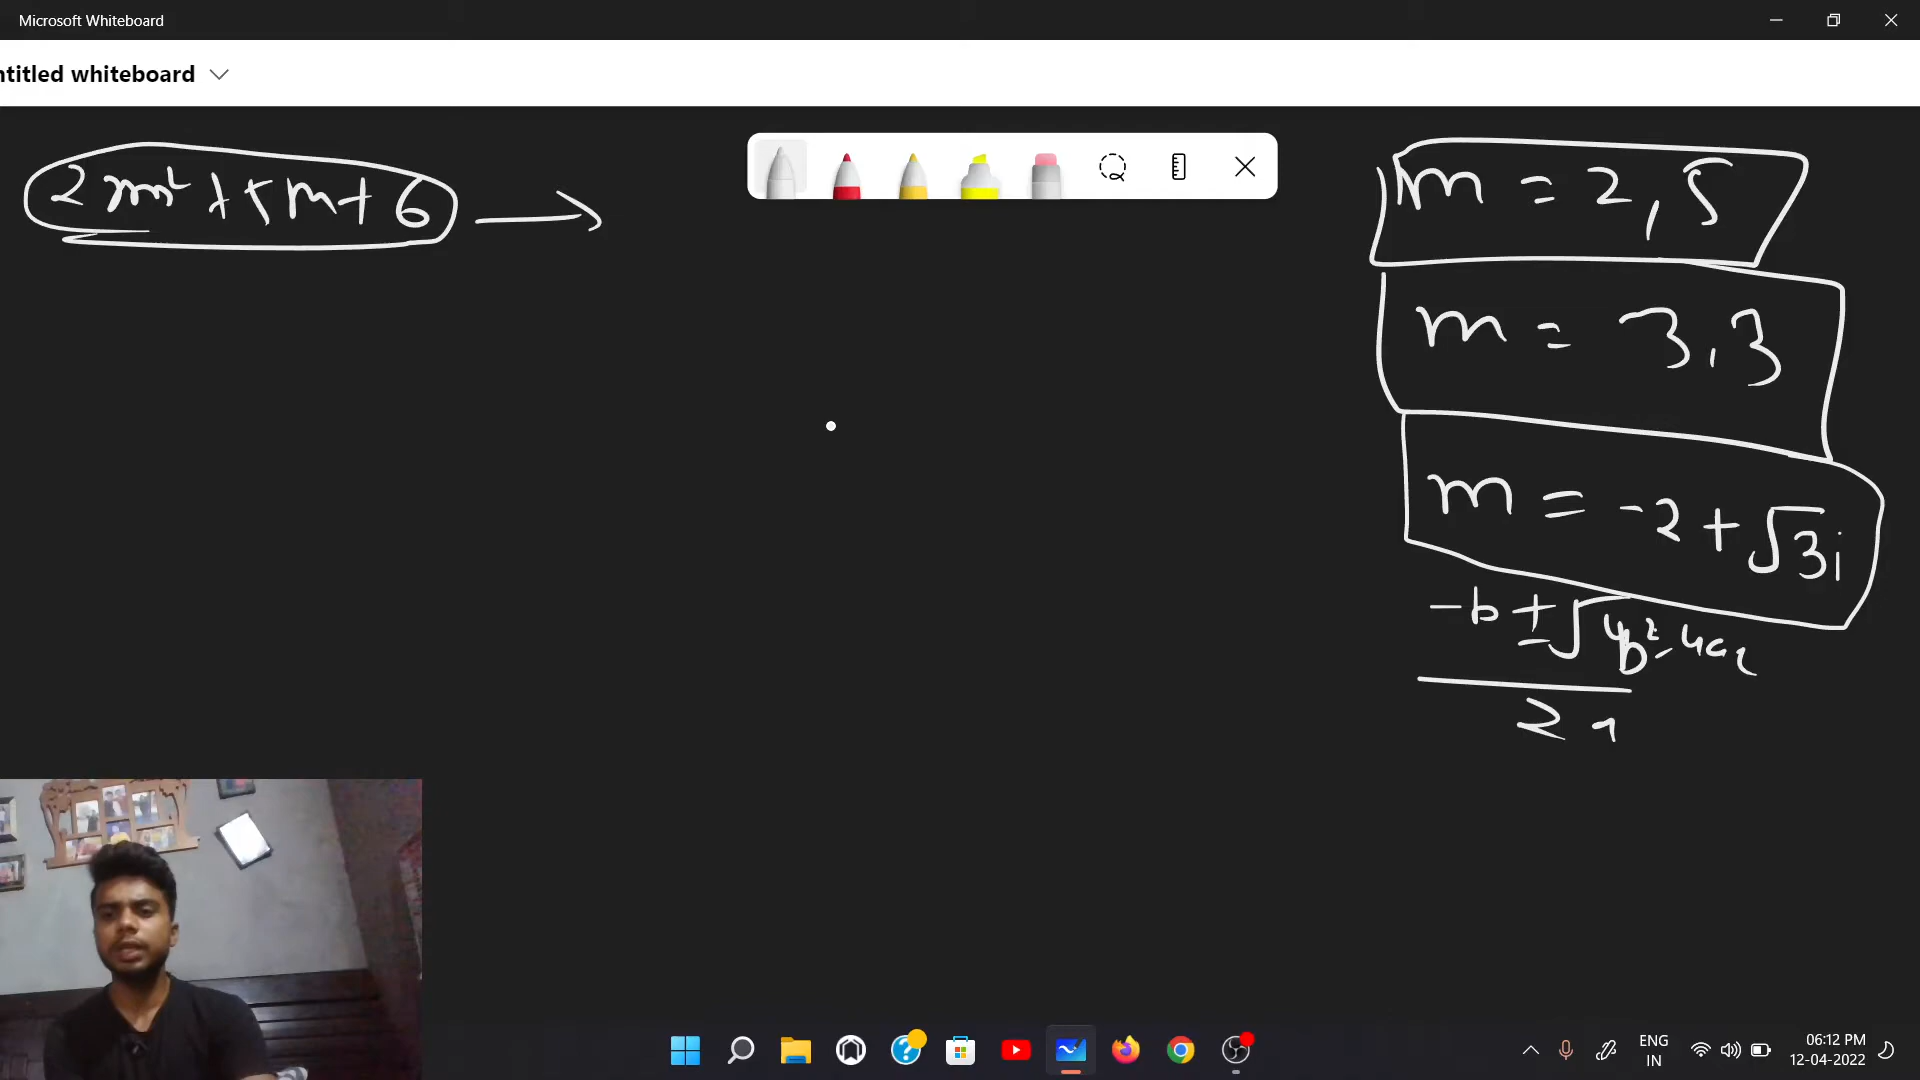 Microsoft Whiteboard
ntitled whiteboard
2m² + 5m + 6 →
m = 2, 5
m = 3, 3
m = -2 + √3i
-b ± √b² - 4ac
2a
ENG
IN
06:12 PM
12-04-2022